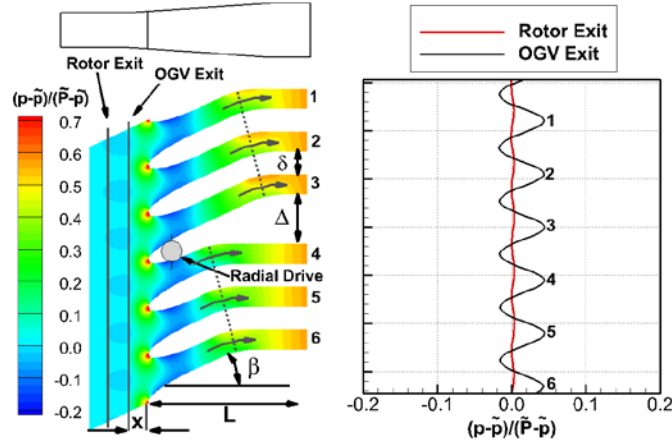 Rotor Exit
OGV Exit
(p-p̃)/(P̃-p̃)
0.7
0.6
0.5
0.4
0.3
0.2
0.1
0.0
-0.1
-0.2
1
2
δ
3
Δ
4
Radial Drive
5
6
β
x
L
Rotor Exit
OGV Exit
1
2
3
4
5
6
-0.2
-0.1
0.0
0.1
0.2
(p-p̃)/(P̃-p̃)